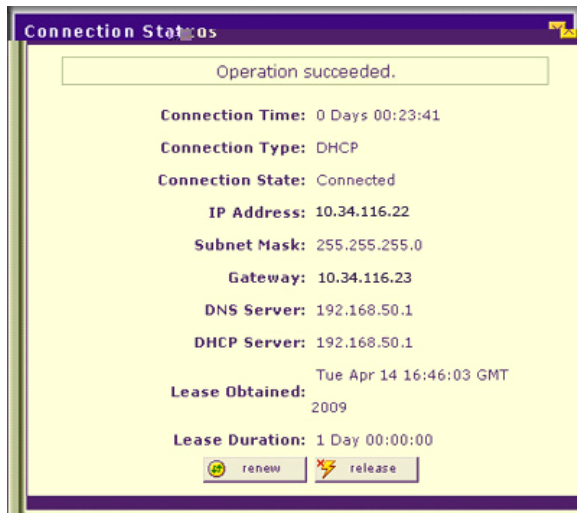 Connection Status
Operation succeeded.
Connection Time: 0 Days 00:23:41
Connection Type: DHCP
Connection State: Connected
IP Address: 10.34.116.22
Subnet Mask: 255.255.255.0
Gateway: 10.34.116.23
DNS Server: 192.168.50.1
DHCP Server: 192.168.50.1
Lease Obtained: Tue Apr 14 16:46:03 GMT
2009
Lease Duration: 1 Day 00:00:00
renew release